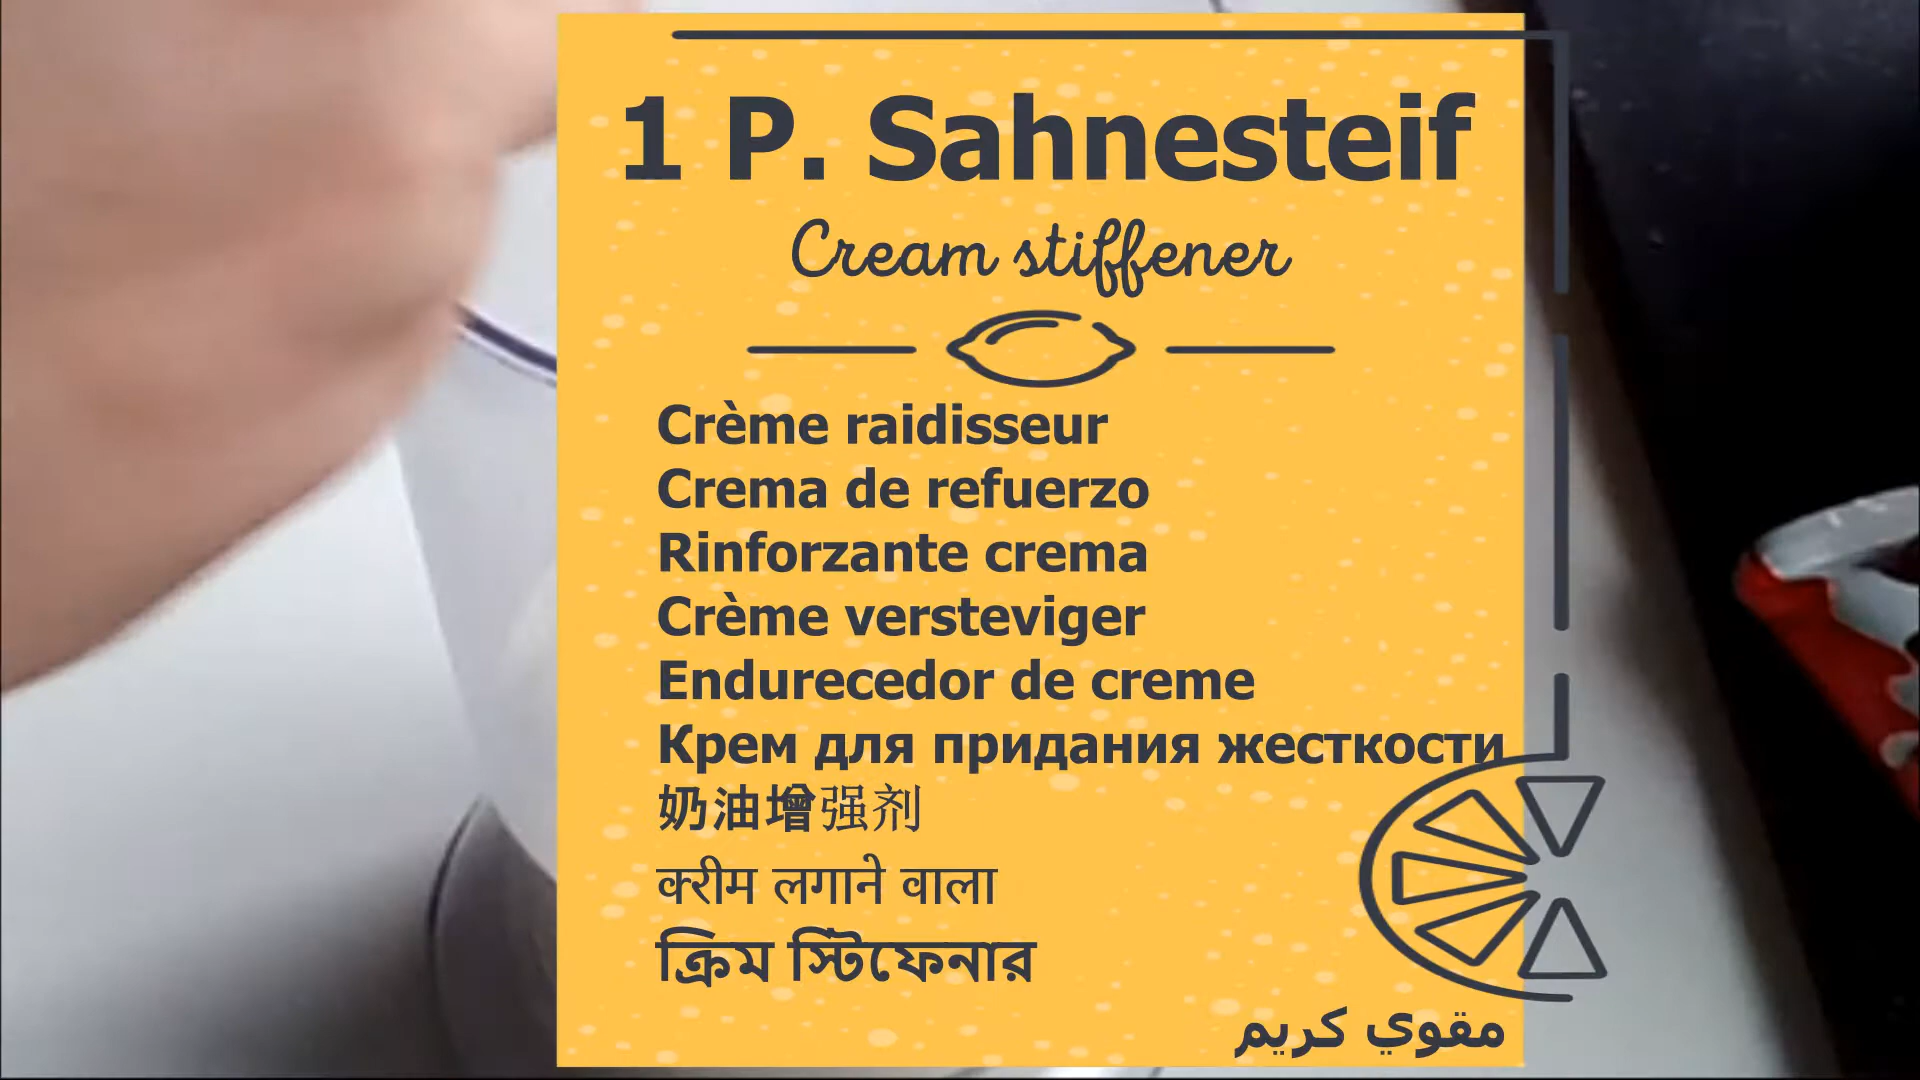 1 P. Sahnesteif
Cream stiffener
Crème raidisseur
Crema de refuerzo
Rinforzante crema
Crème versteviger
Endurecedor de creme
Крем для придания жесткости
奶油增强剂
क्रीम लगाने वाला
ক্রিম স্টিফেনার
مقوي كريم